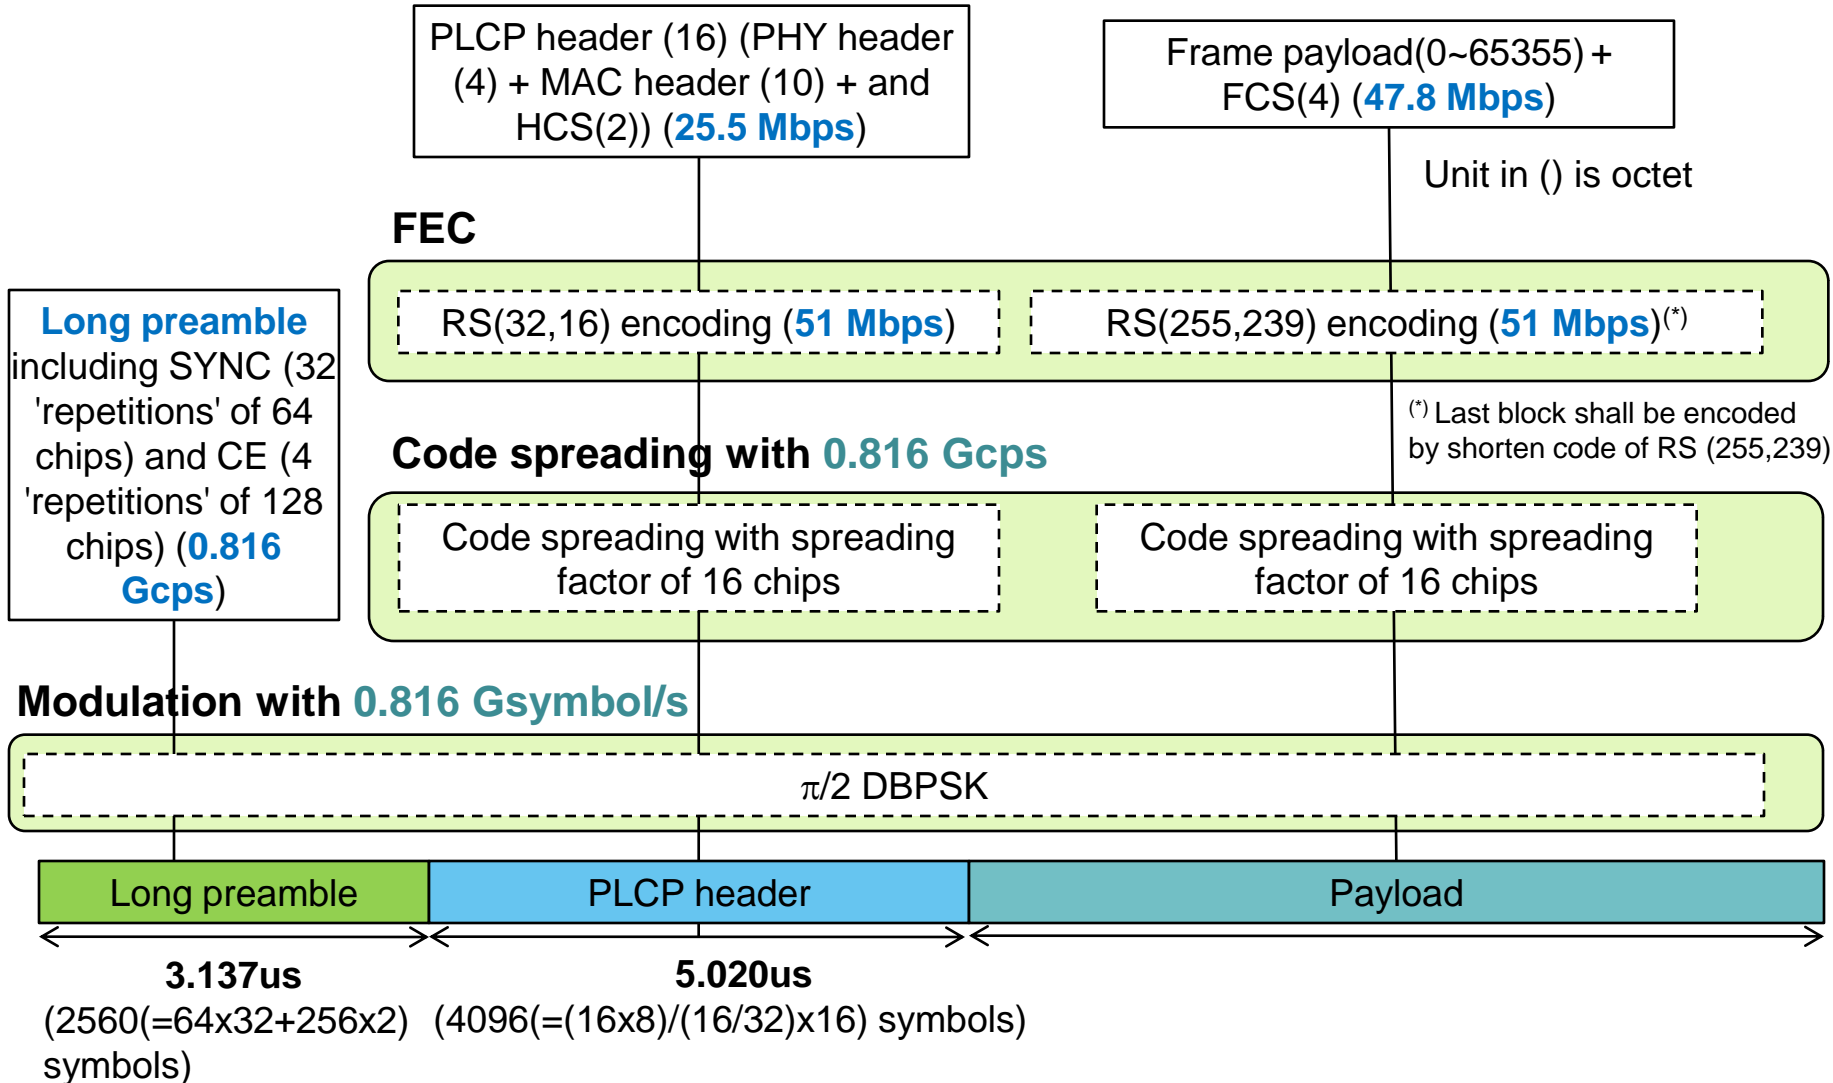 PLCP header (16) (PHY header
(4) + MAC header (10) + and
HCS(2)) (25.5 Mbps)
Frame payload(0~65355) +
FCS(4) (47.8 Mbps)
Unit in () is octet
FEC
RS(32,16) encoding (51 Mbps)
RS(255,239) encoding (51 Mbps)(*)
Long preamble
including SYNC (32
'repetitions' of 64
chips) and CE (4
'repetitions' of 128
chips) (0.816
Gcps)
(*) Last block shall be encoded
by shorten code of RS (255,239)
Code spreading with 0.816 Gcps
Code spreading with spreading
factor of 16 chips
Code spreading with spreading
factor of 16 chips
Modulation with 0.816 Gsymbol/s
π/2 DBPSK
Long preamble
PLCP header
Payload
3.137us
(2560(=64x32+256x2)
symbols)
5.020us
(4096(=(16x8)/(16/32)x16) symbols)